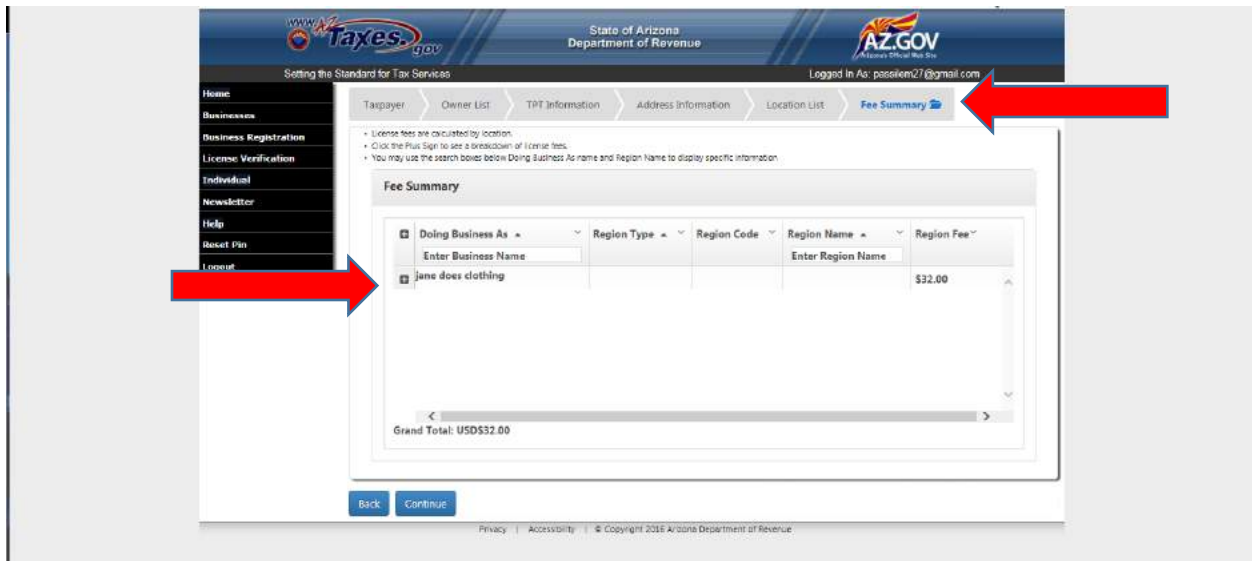 www.AZ
Taxes.gov
State of Arizona
Department of Revenue
AZ.GOV
Arizona's Official Web Site
Setting the Standard for Tax Services
Logged In As: passilem27@gmail.com
Home
Businesses
Business Registration
License Verification
Individual
Newsletter
Help
Reset Pin
Logout
Taxpayer Owner List TPT Information Address Information Location List Fee Summary
• License fees are calculated by location.
• Click the Plus Sign to see a breakdown of license fees.
• You may use the search boxes below Doing Business As name and Region Name to display specific information
Fee Summary
Doing Business As Region Type Region Code Region Name Region Fee
Enter Business Name Enter Region Name
jane does clothing $32.00
Grand Total: USD$32.00
Back Continue
Privacy | Accessibility | © Copyright 2016 Arizona Department of Revenue